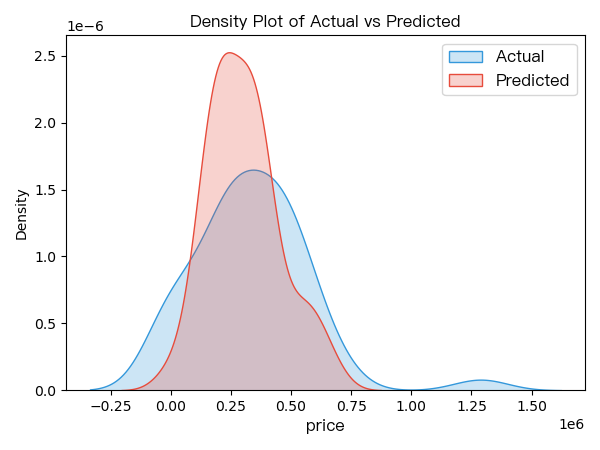 Density Plot of Actual vs Predicted
1e−6
Actual
Predicted
2.5
2.0
1.5
1.0
0.5
0.0
Density
−0.25 0.00 0.25 0.50 0.75 1.00 1.25 1.50
1e6
price